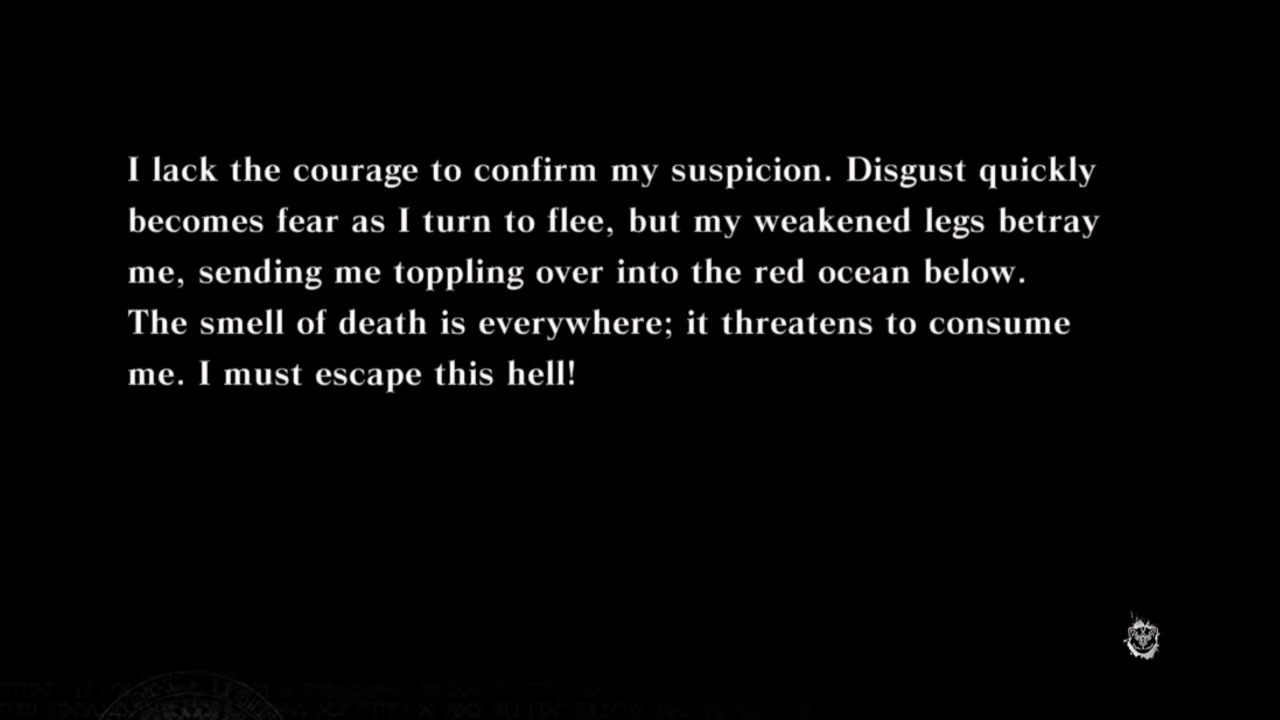 I lack the courage to confirm my suspicion. Disgust quickly
becomes fear as I turn to flee, but my weakened legs betray
me, sending me toppling over into the red ocean below.
The smell of death is everywhere; it threatens to consume
me. I must escape this hell!